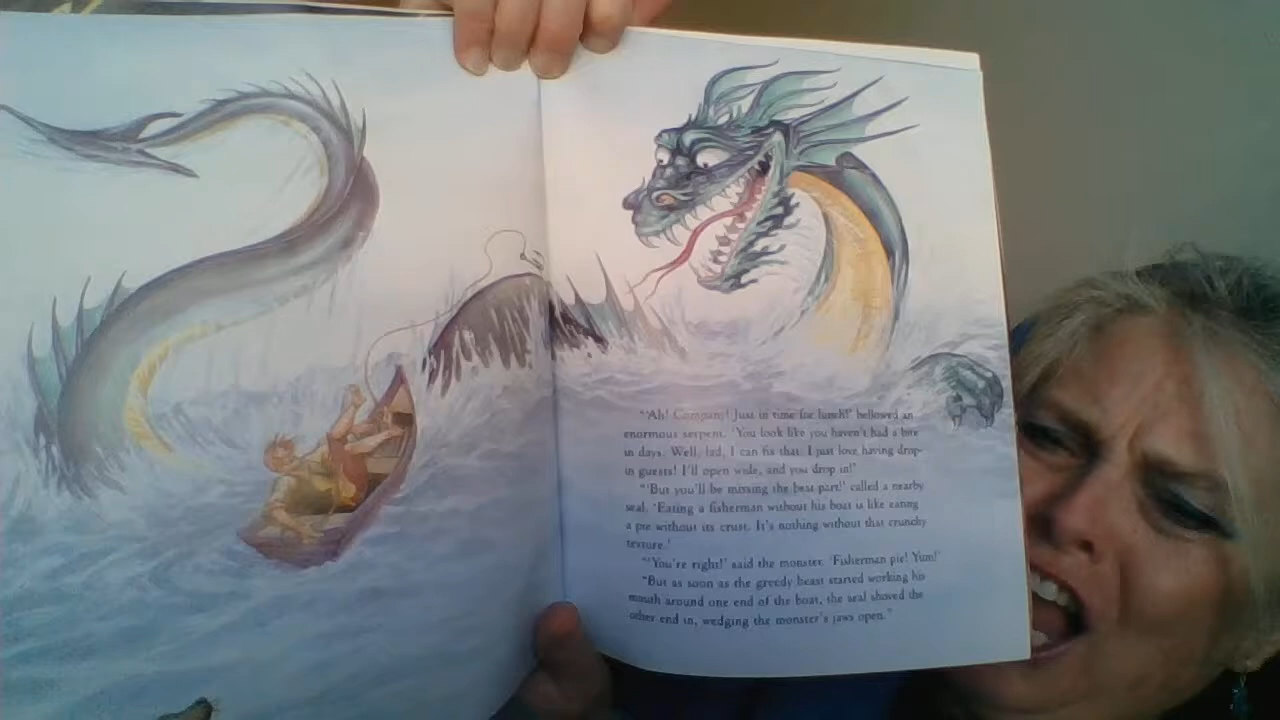 "'Ah! Company! Just in time for lunch!' bellowed an
enormous serpent. 'You look like you haven't had a bite
in days. Well, lad, I can fix that. I just love having drop-
in guests! I'll open wide, and you drop in!'
"'But you'll be missing the best part!' called a nearby
seal. 'Eating a fisherman without his boat is like eating
a pie without its crust. It's nothing without that crunchy
texture.'
"'You're right!' said the monster. 'Fisherman pie! Yum!'
"But as soon as the greedy beast started working his
mouth around one end of the boat, the seal shoved the
other end in, wedging the monster's jaws open."